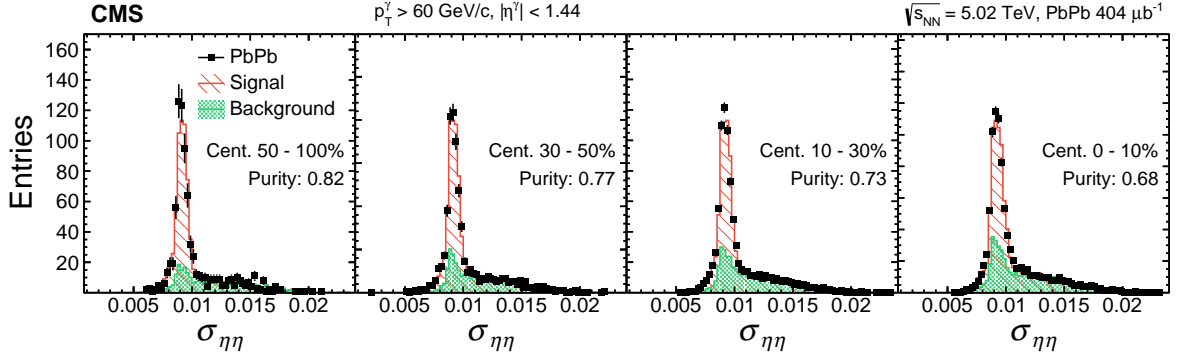 CMS
p_T^γ > 60 GeV/c, |η^γ| < 1.44
√s_NN = 5.02 TeV, PbPb 404 μb⁻¹
Entries
160
140
120
100
80
60
40
20
PbPb
Signal
Background
Cent. 50 - 100%
Purity: 0.82
Cent. 30 - 50%
Purity: 0.77
Cent. 10 - 30%
Purity: 0.73
Cent. 0 - 10%
Purity: 0.68
0.005 0.01 0.015 0.02
0.005 0.01 0.015 0.02
0.005 0.01 0.015 0.02
0.005 0.01 0.015 0.02
σ_ηη
σ_ηη
σ_ηη
σ_ηη